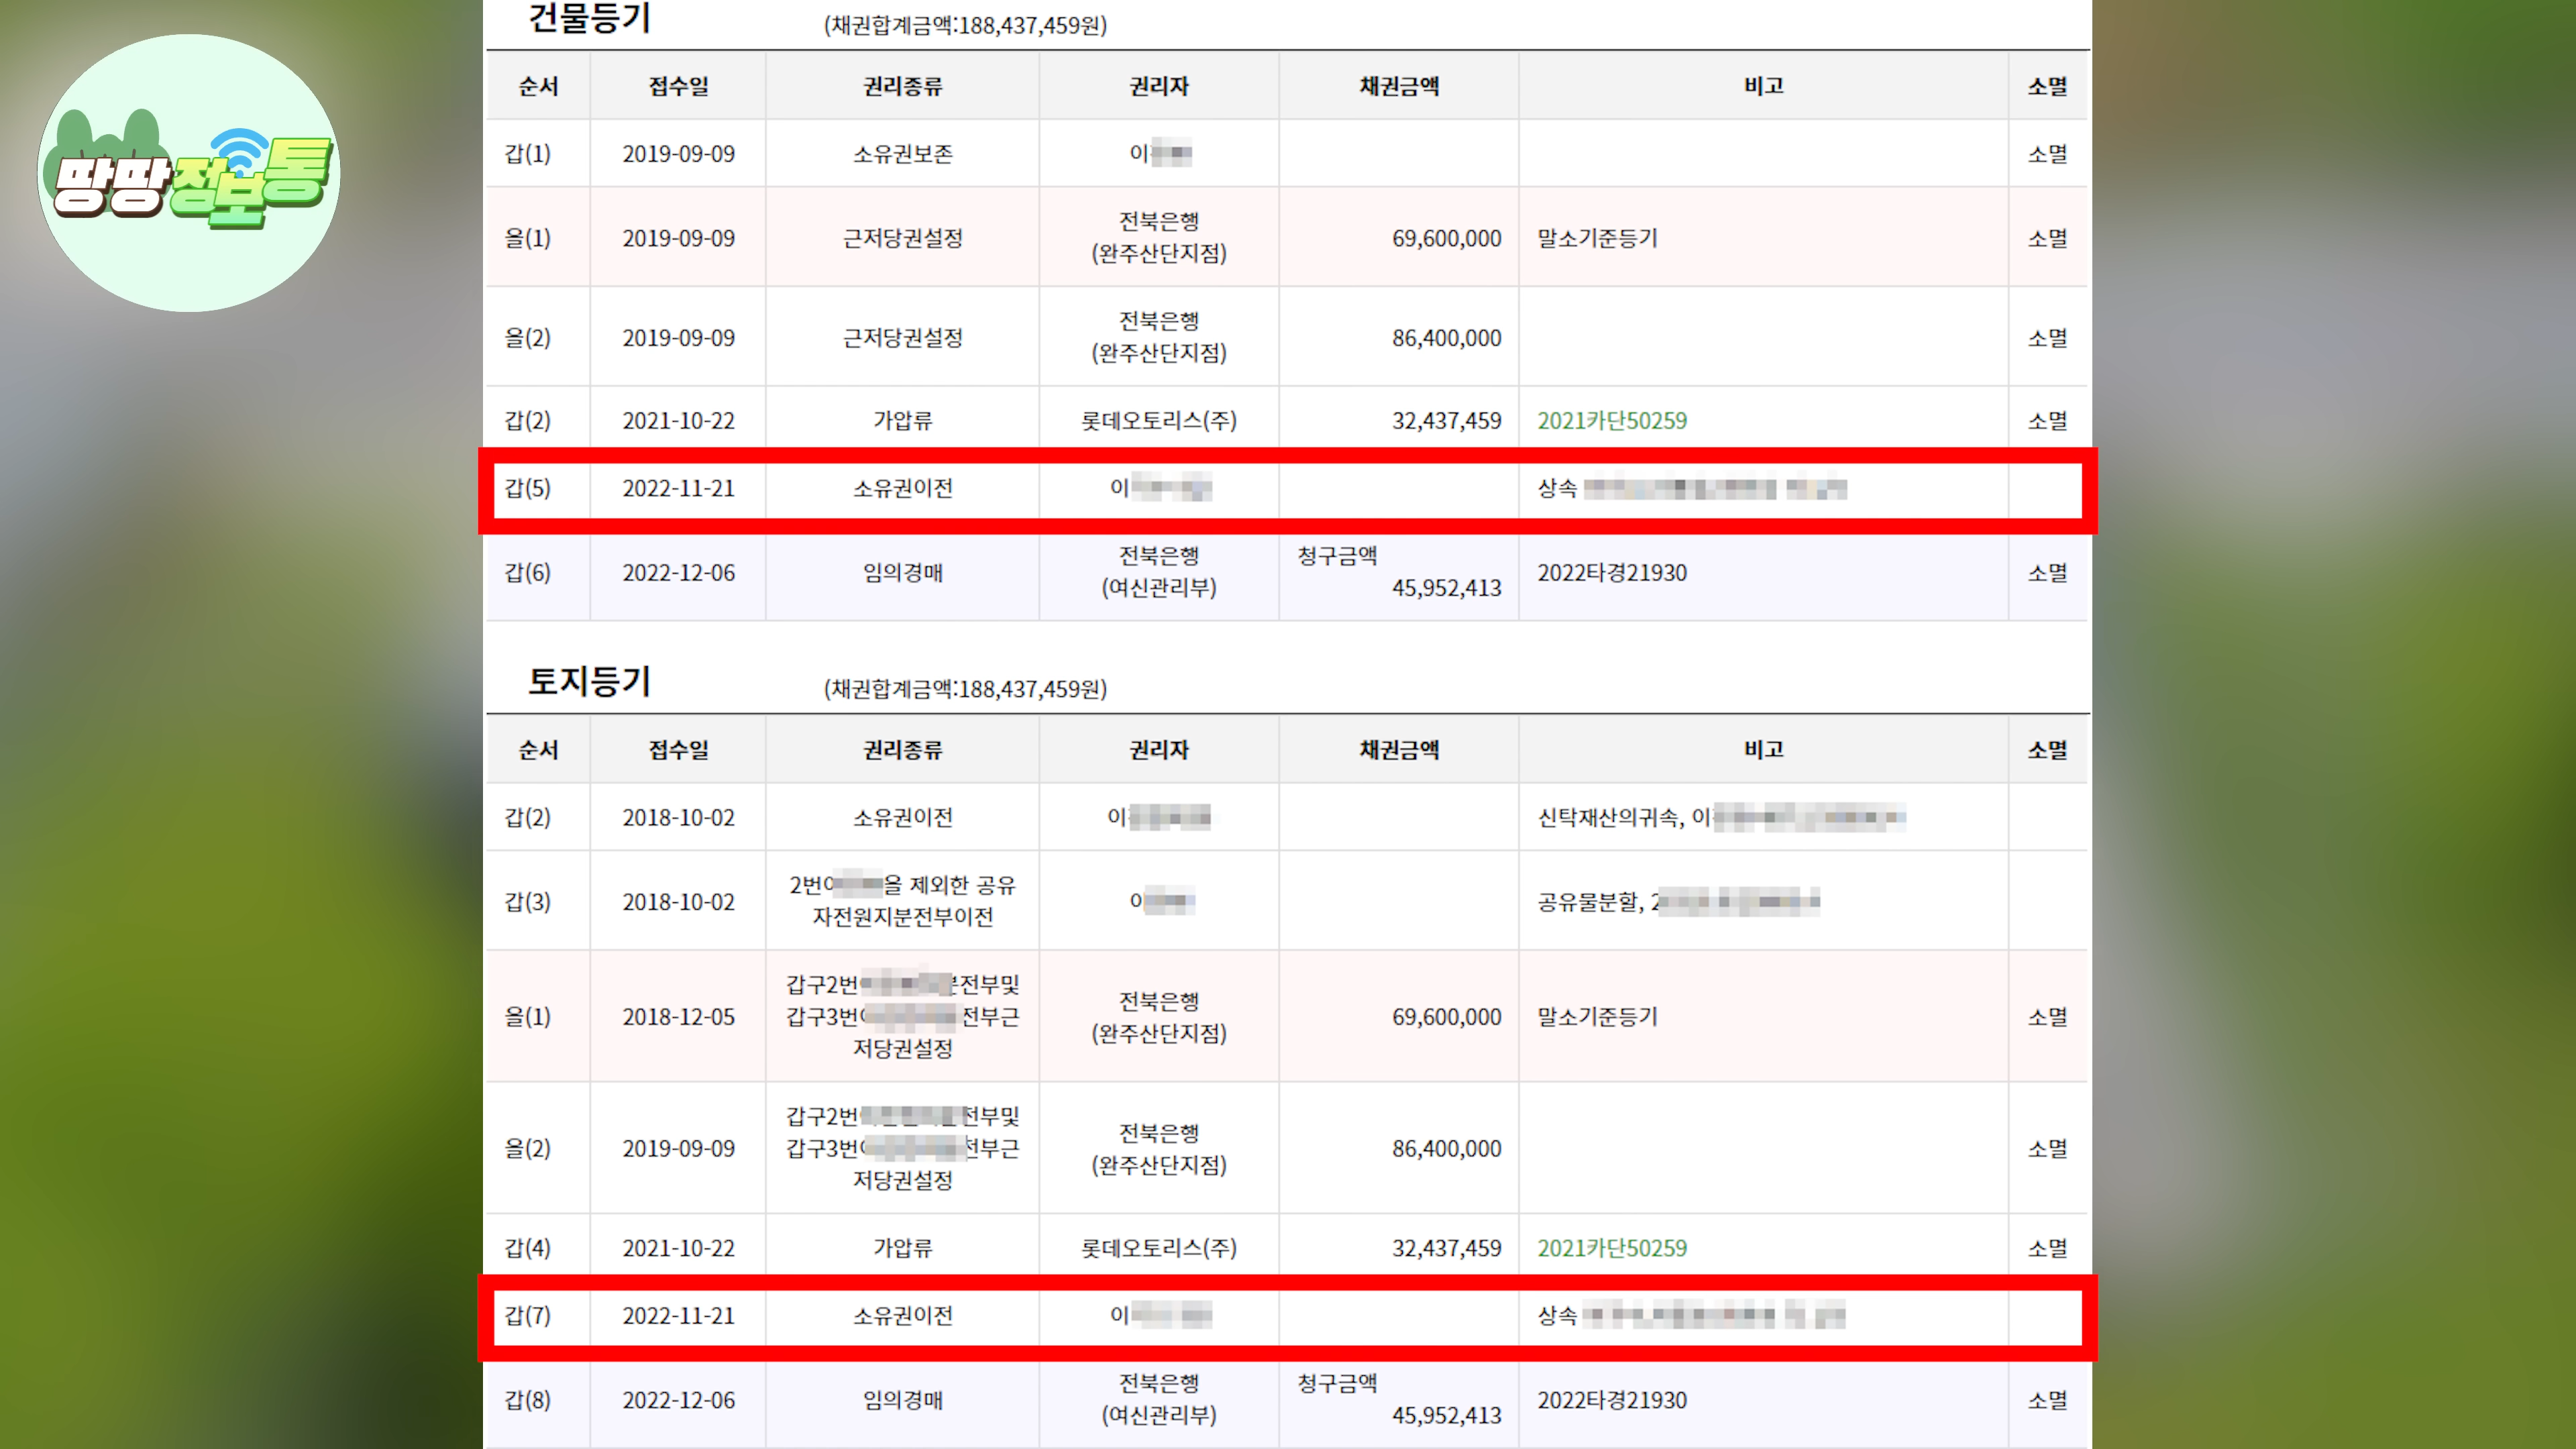 땅땅정보통
건물등기 (채권합계금액:188,437,459원)
순서 접수일 권리종류 권리자 채권금액 비고 소멸
갑(1) 2019-09-09 소유권보존 이 소멸
을(1) 2019-09-09 근저당권설정 전북은행 (완주산단지점) 69,600,000 말소기준등기 소멸
을(2) 2019-09-09 근저당권설정 전북은행 (완주산단지점) 86,400,000 소멸
갑(2) 2021-10-22 가압류 롯데오토리스(주) 32,437,459 2021카단50259 소멸
갑(5) 2022-11-21 소유권이전 이 상속
갑(6) 2022-12-06 임의경매 전북은행 (여신관리부) 청구금액 45,952,413 2022타경21930 소멸
토지등기 (채권합계금액:188,437,459원)
순서 접수일 권리종류 권리자 채권금액 비고 소멸
갑(2) 2018-10-02 소유권이전 이 신탁재산의귀속, 이
갑(3) 2018-10-02 2번 을 제외한 공유 자전원지분전부이전 공유물분할,
을(1) 2018-12-05 갑구2번 전부및 갑구3번 전부근 저당권설정 전북은행 (완주산단지점) 69,600,000 말소기준등기 소멸
을(2) 2019-09-09 갑구2번 전부및 갑구3번 전부근 저당권설정 전북은행 (완주산단지점) 86,400,000 소멸
갑(4) 2021-10-22 가압류 롯데오토리스(주) 32,437,459 2021카단50259 소멸
갑(7) 2022-11-21 소유권이전 이 상속
갑(8) 2022-12-06 임의경매 전북은행 (여신관리부) 청구금액 45,952,413 2022타경21930 소멸